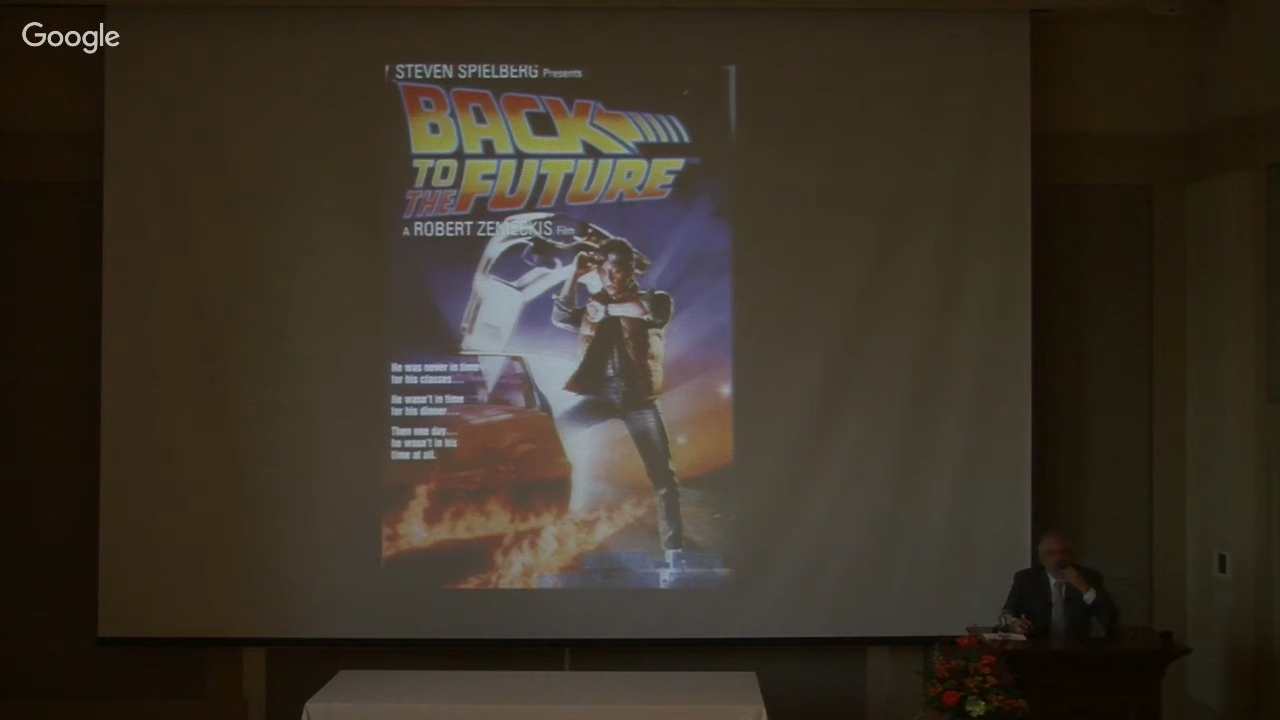 Google
STEVEN SPIELBERG Presents
BACK
TO THE FUTURE
A ROBERT ZEMECKIS Film
He was never in time
for his classes...
He wasn't in time
for his dinner...
Then one day...
he wasn't in his
time at all.